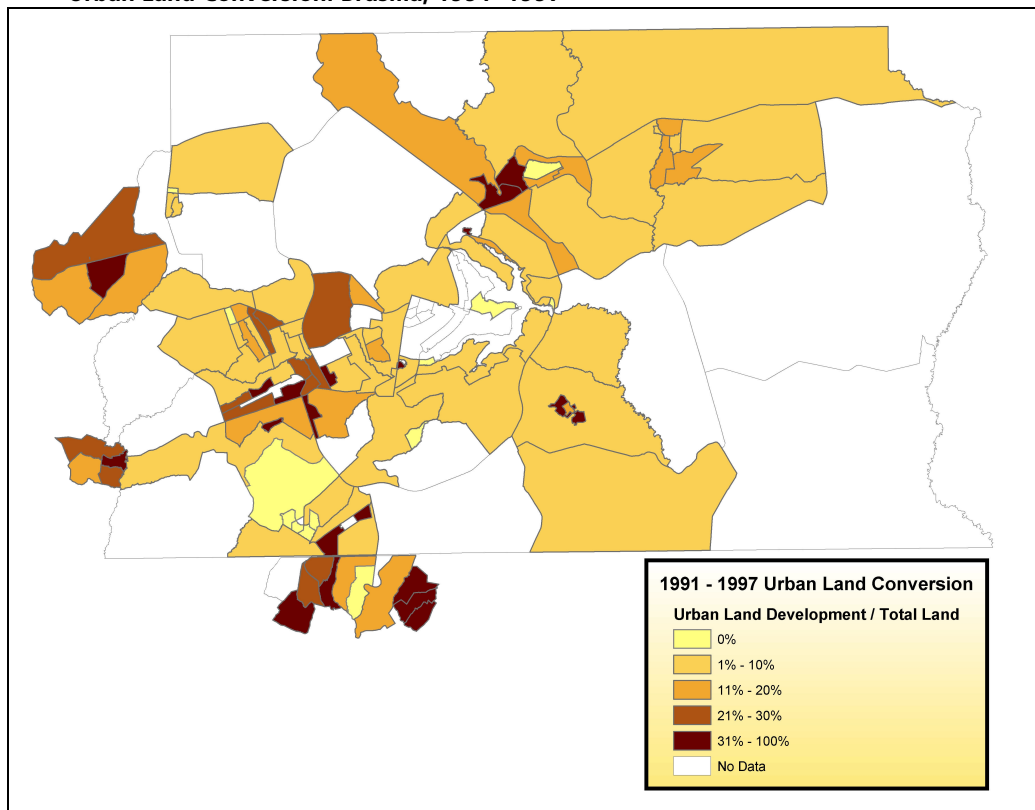 1991 - 1997 Urban Land Conversion
Urban Land Development / Total Land
0%
1% - 10%
11% - 20%
21% - 30%
31% - 100%
No Data